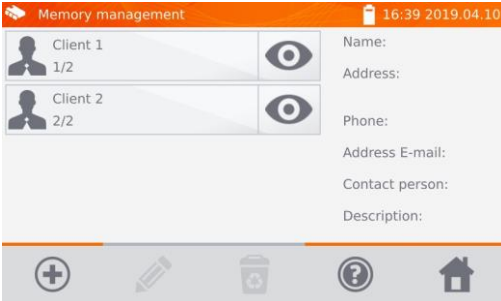 Memory management
16:39 2019.04.10
Client 1
1/2
Client 2
2/2
Name:
Address:
Phone:
Address E-mail:
Contact person:
Description: